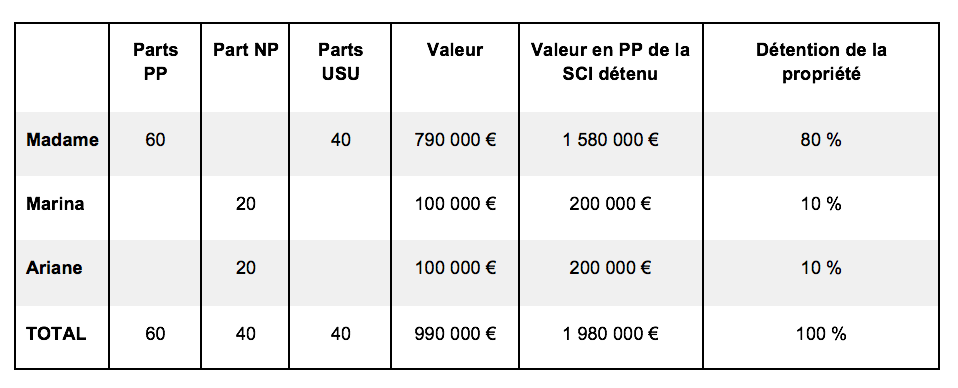 Parts PP Part NP Parts USU Valeur Valeur en PP de la SCI détenu Détention de la propriété
Madame 60 40 790 000 € 1 580 000 € 80 %
Marina 20 100 000 € 200 000 € 10 %
Ariane 20 100 000 € 200 000 € 10 %
TOTAL 60 40 40 990 000 € 1 980 000 € 100 %